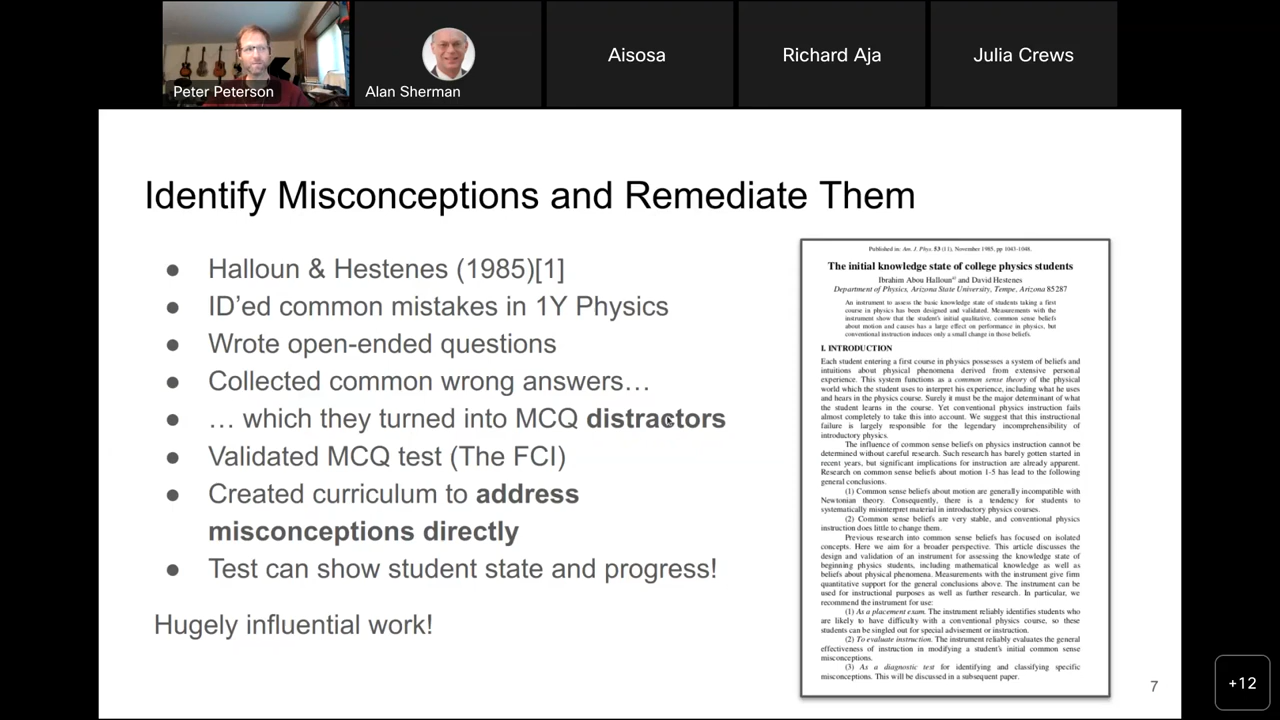 Peter Peterson
Alan Sherman
Aisosa
Richard Aja
Julia Crews
Identify Misconceptions and Remediate Them
● Halloun & Hestenes (1985)[1]
● ID'ed common mistakes in 1Y Physics
● Wrote open-ended questions
● Collected common wrong answers…
● … which they turned into MCQ distractors
● Validated MCQ test (The FCI)
● Created curriculum to address
misconceptions directly
● Test can show student state and progress!
Hugely influential work!
Published in: Am. J. Phys. 53 (11), November 1985, pp 1043-1048.
The initial knowledge state of college physics students
Ibrahim Abou Halloun a) and David Hestenes
Department of Physics, Arizona State University, Tempe, Arizona 85287
An instrument to assess the basic knowledge state of students taking a first
course in physics has been designed and validated. Measurements with the
instrument show that the student's initial qualitative, common sense beliefs
about motion and causes has a large effect on performance in physics, but
conventional instruction induces only a small change in those beliefs.
I. INTRODUCTION
Each student entering a first course in physics possesses a system of beliefs and
intuitions about physical phenomena derived from extensive personal
experience. This system functions as a common sense theory of the physical
world which the student uses to interpret his experience, including what he sees
and hears in the physics course. Surely it must be the major determinant of what
the student learns in the course. Yet conventional physics instruction fails
almost completely to take this into account. We suggest that this instructional
failure is largely responsible for the legendary incomprehensibility of
introductory physics.
The influence of common sense beliefs on physics instruction cannot be
determined without careful research. Such research has barely gotten started in
recent years, but significant implications for instruction are already apparent.
Research on common sense beliefs about motion 1-5 has lead to the following
general conclusions.
(1) Common sense beliefs about motion are generally incompatible with
Newtonian theory. Consequently, there is a tendency for students to
systematically misinterpret material in introductory physics courses.
(2) Common sense beliefs are very stable, and conventional physics
instruction does little to change them.
Previous research into common sense beliefs has focused on isolated
concepts. Here we aim for a broader perspective. This article discusses the
design and validation of an instrument for assessing the knowledge state of
beginning physics students, including mathematical knowledge as well as
beliefs about physical phenomena. Measurements with the instrument give firm
quantitative support for the general conclusions above. The instrument can be
used for instructional purposes as well as further research. In particular, we
recommend the instrument for use:
(1) As a placement exam. The instrument reliably identifies students who
are likely to have difficulty with a conventional physics course, so these
students can be singled out for special advisement or instruction.
(2) To evaluate instruction. The instrument reliably evaluates the general
effectiveness of instruction in modifying a student's initial common sense
misconceptions.
(3) As a diagnostic test for identifying and classifying specific
misconceptions. This will be discussed in a subsequent paper.
7
+12